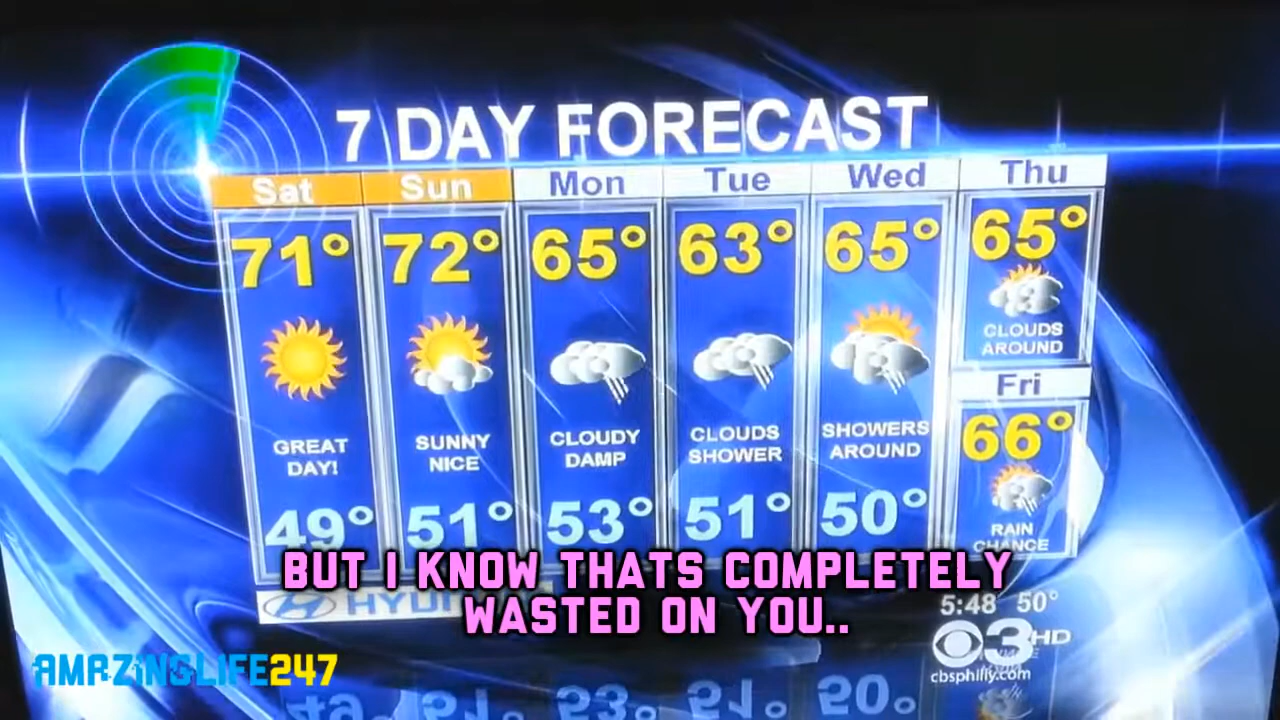 7 DAY FORECAST
Sat
71°
GREAT
DAY!
49°
Sun
72°
SUNNY
NICE
51°
Mon
65°
CLOUDY
DAMP
53°
Tue
63°
CLOUDS
SHOWER
51°
Wed
65°
SHOWERS
AROUND
50°
Thu
65°
CLOUDS
AROUND
Fri
66°
RAIN
CHANCE
BUT I KNOW THATS COMPLETELY
WASTED ON YOU..
5:48 50°
3 HD
cbsphilly.com
AMAZINGLIFE247